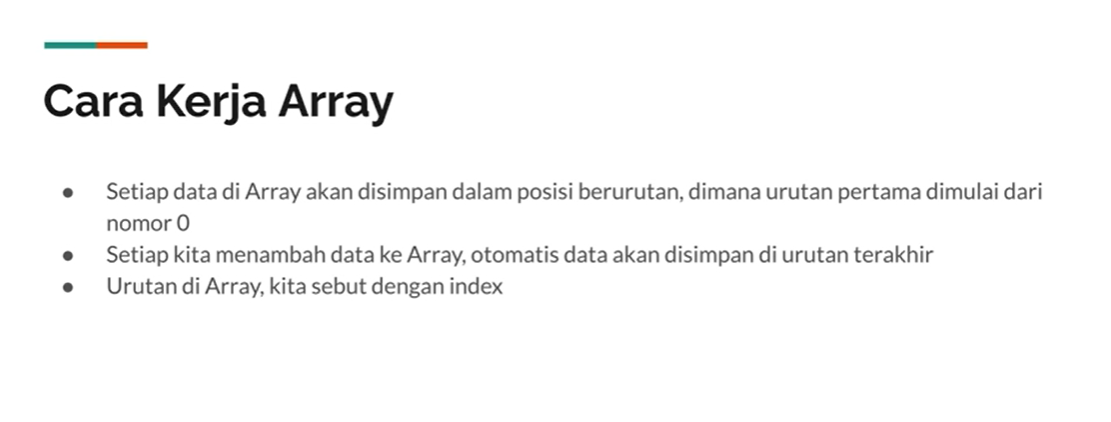 Cara Kerja Array
● Setiap data di Array akan disimpan dalam posisi berurutan, dimana urutan pertama dimulai dari
nomor 0
● Setiap kita menambah data ke Array, otomatis data akan disimpan di urutan terakhir
● Urutan di Array, kita sebut dengan index